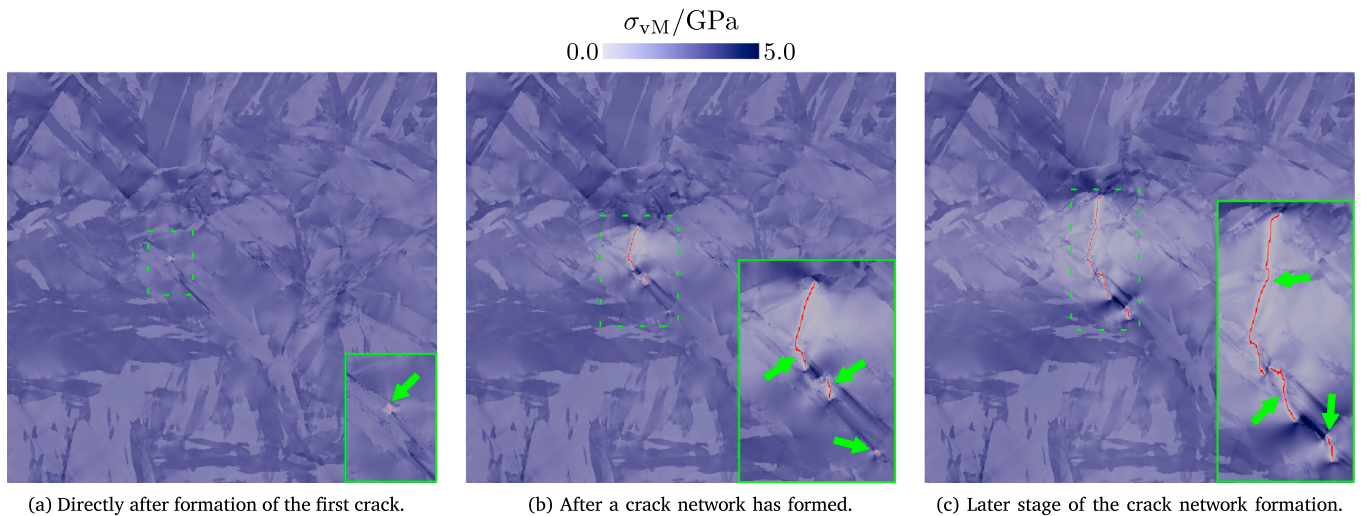 σvM/GPa
0.0 5.0
(a) Directly after formation of the first crack.
(b) After a crack network has formed.
(c) Later stage of the crack network formation.